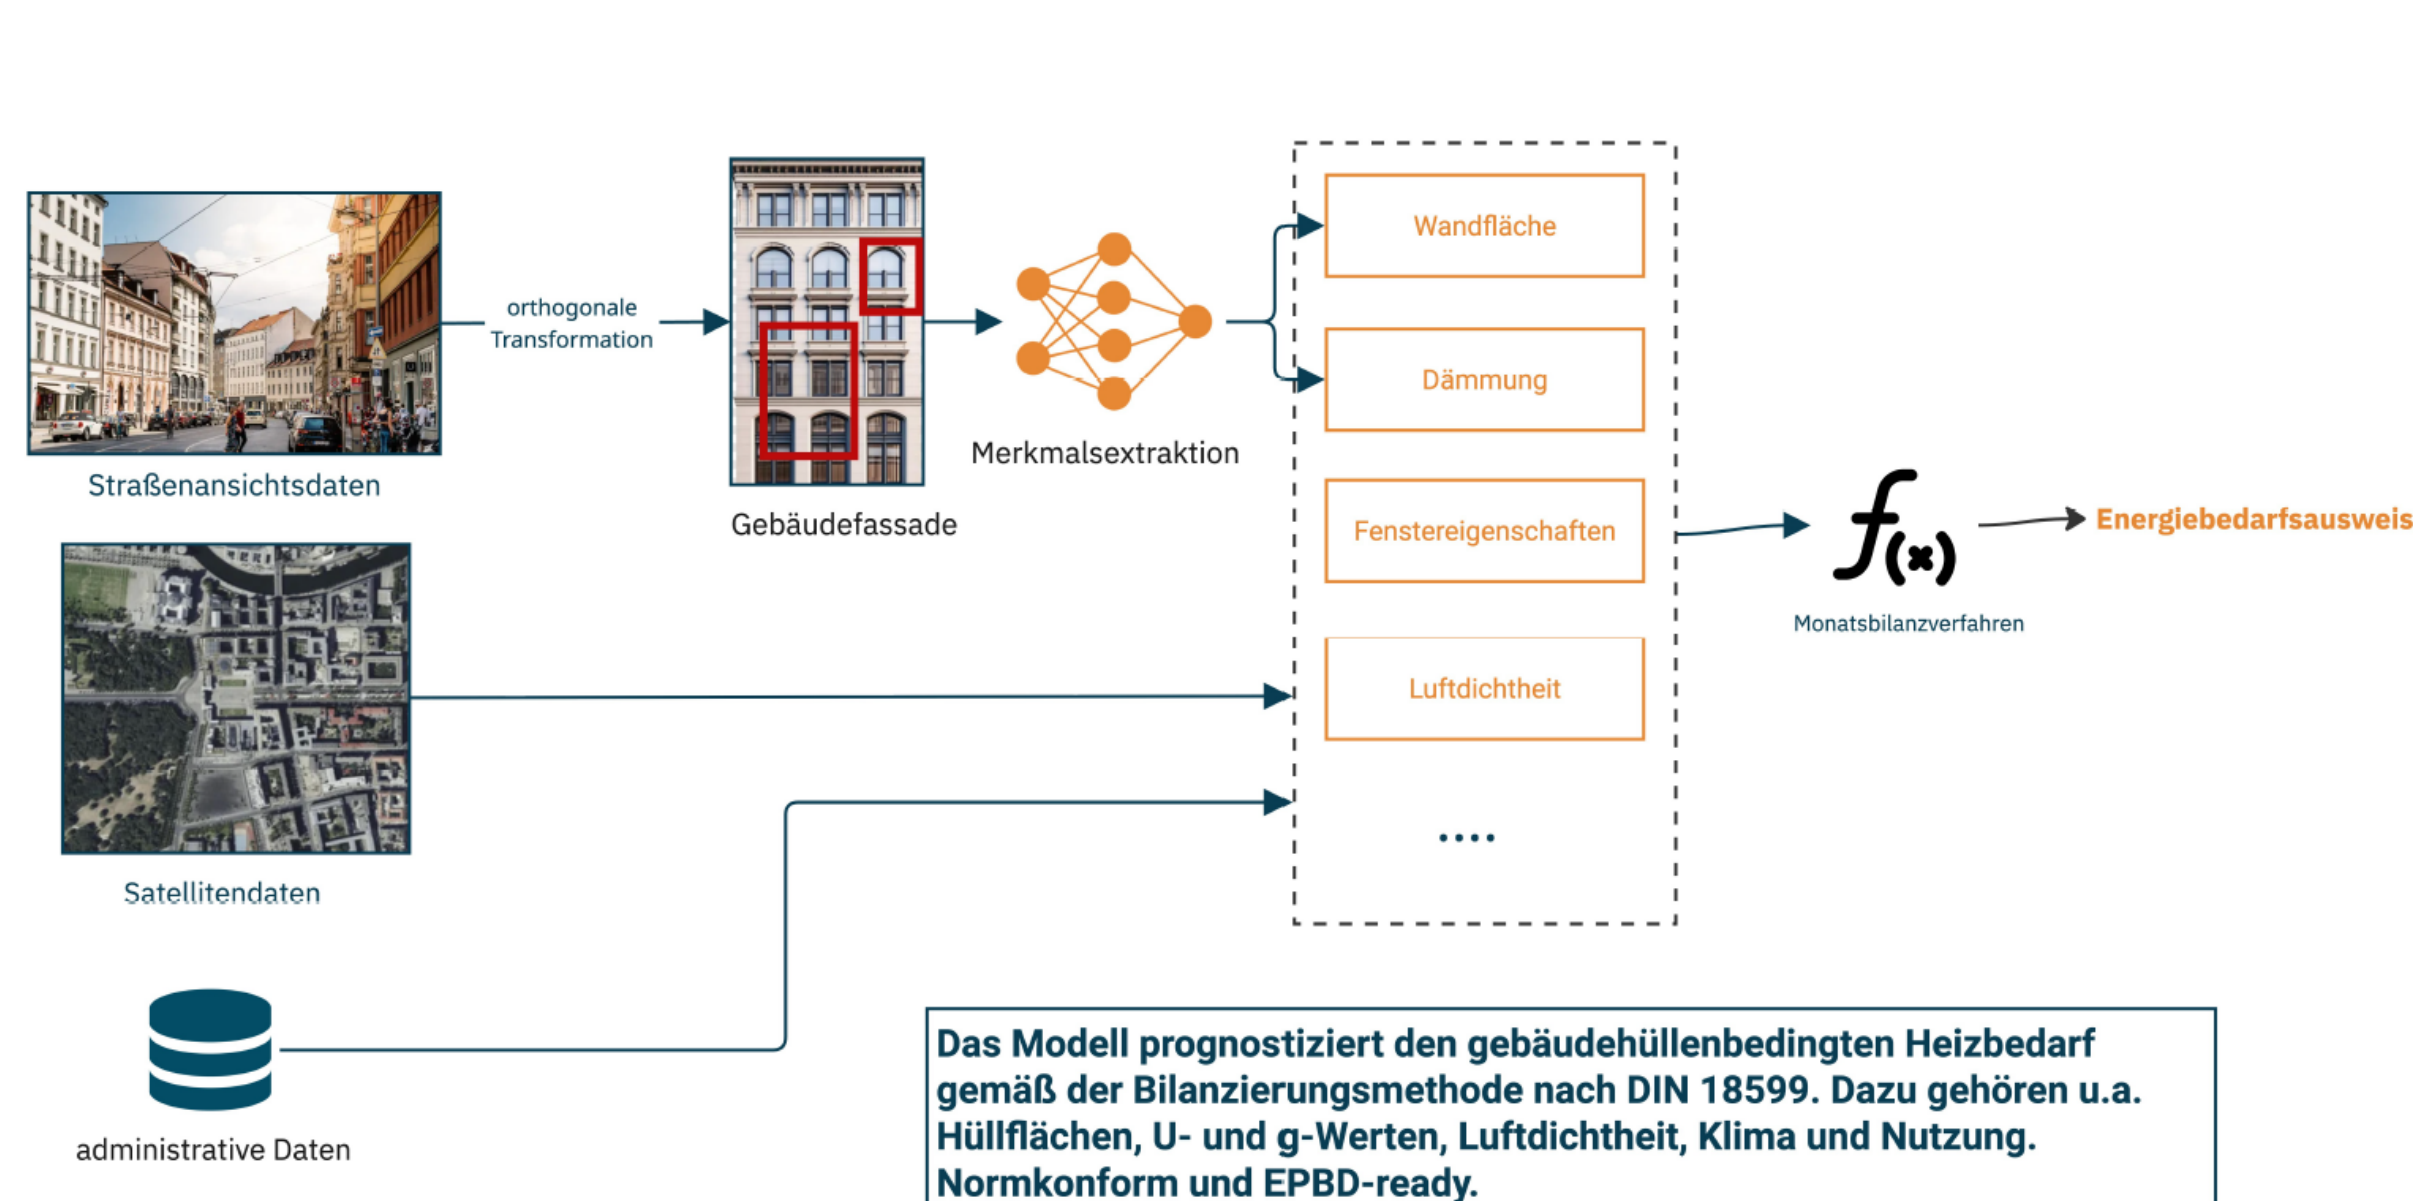 Straßenansichtsdaten
orthogonale
Transformation
Gebäudefassade
Merkmalsextraktion
Wandfläche
Dämmung
Fenstereigenschaften
Luftdichtheit
....
f(x)
Monatsbilanzverfahren
Energiebedarfsausweis
Satellitendaten
administrative Daten
Das Modell prognostiziert den gebäudehüllenbedingten Heizbedarf
gemäß der Bilanzierungsmethode nach DIN 18599. Dazu gehören u.a.
Hüllflächen, U- und g-Werten, Luftdichtheit, Klima und Nutzung.
Normkonform und EPBD-ready.